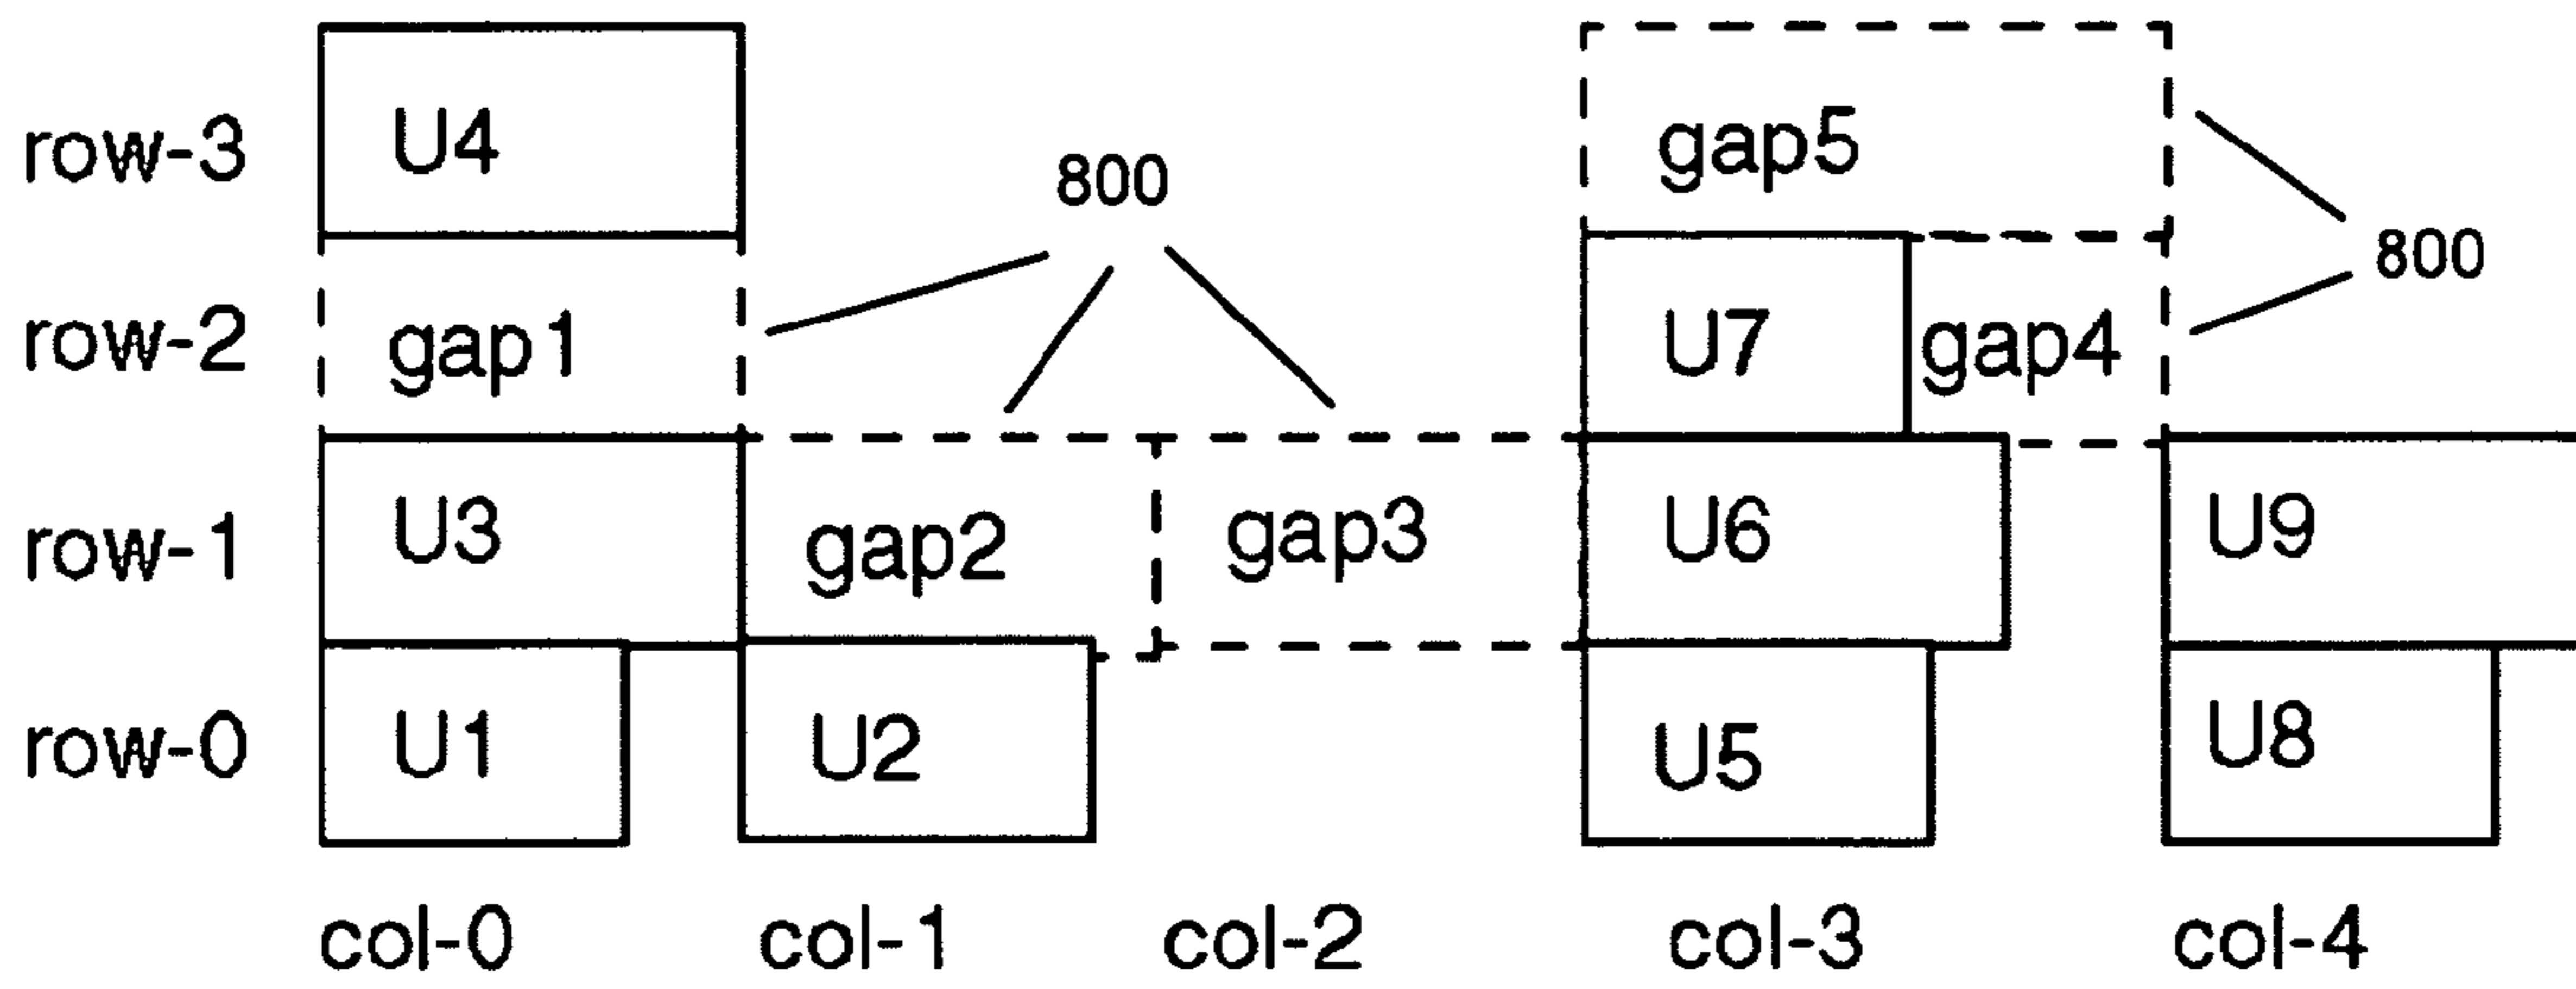 row-3 U4 800 gap5 800
row-2 gap1 U7 gap4
row-1 U3 gap2 gap3 U6 U9
row-0 U1 U2 U5 U8
col-0 col-1 col-2 col-3 col-4